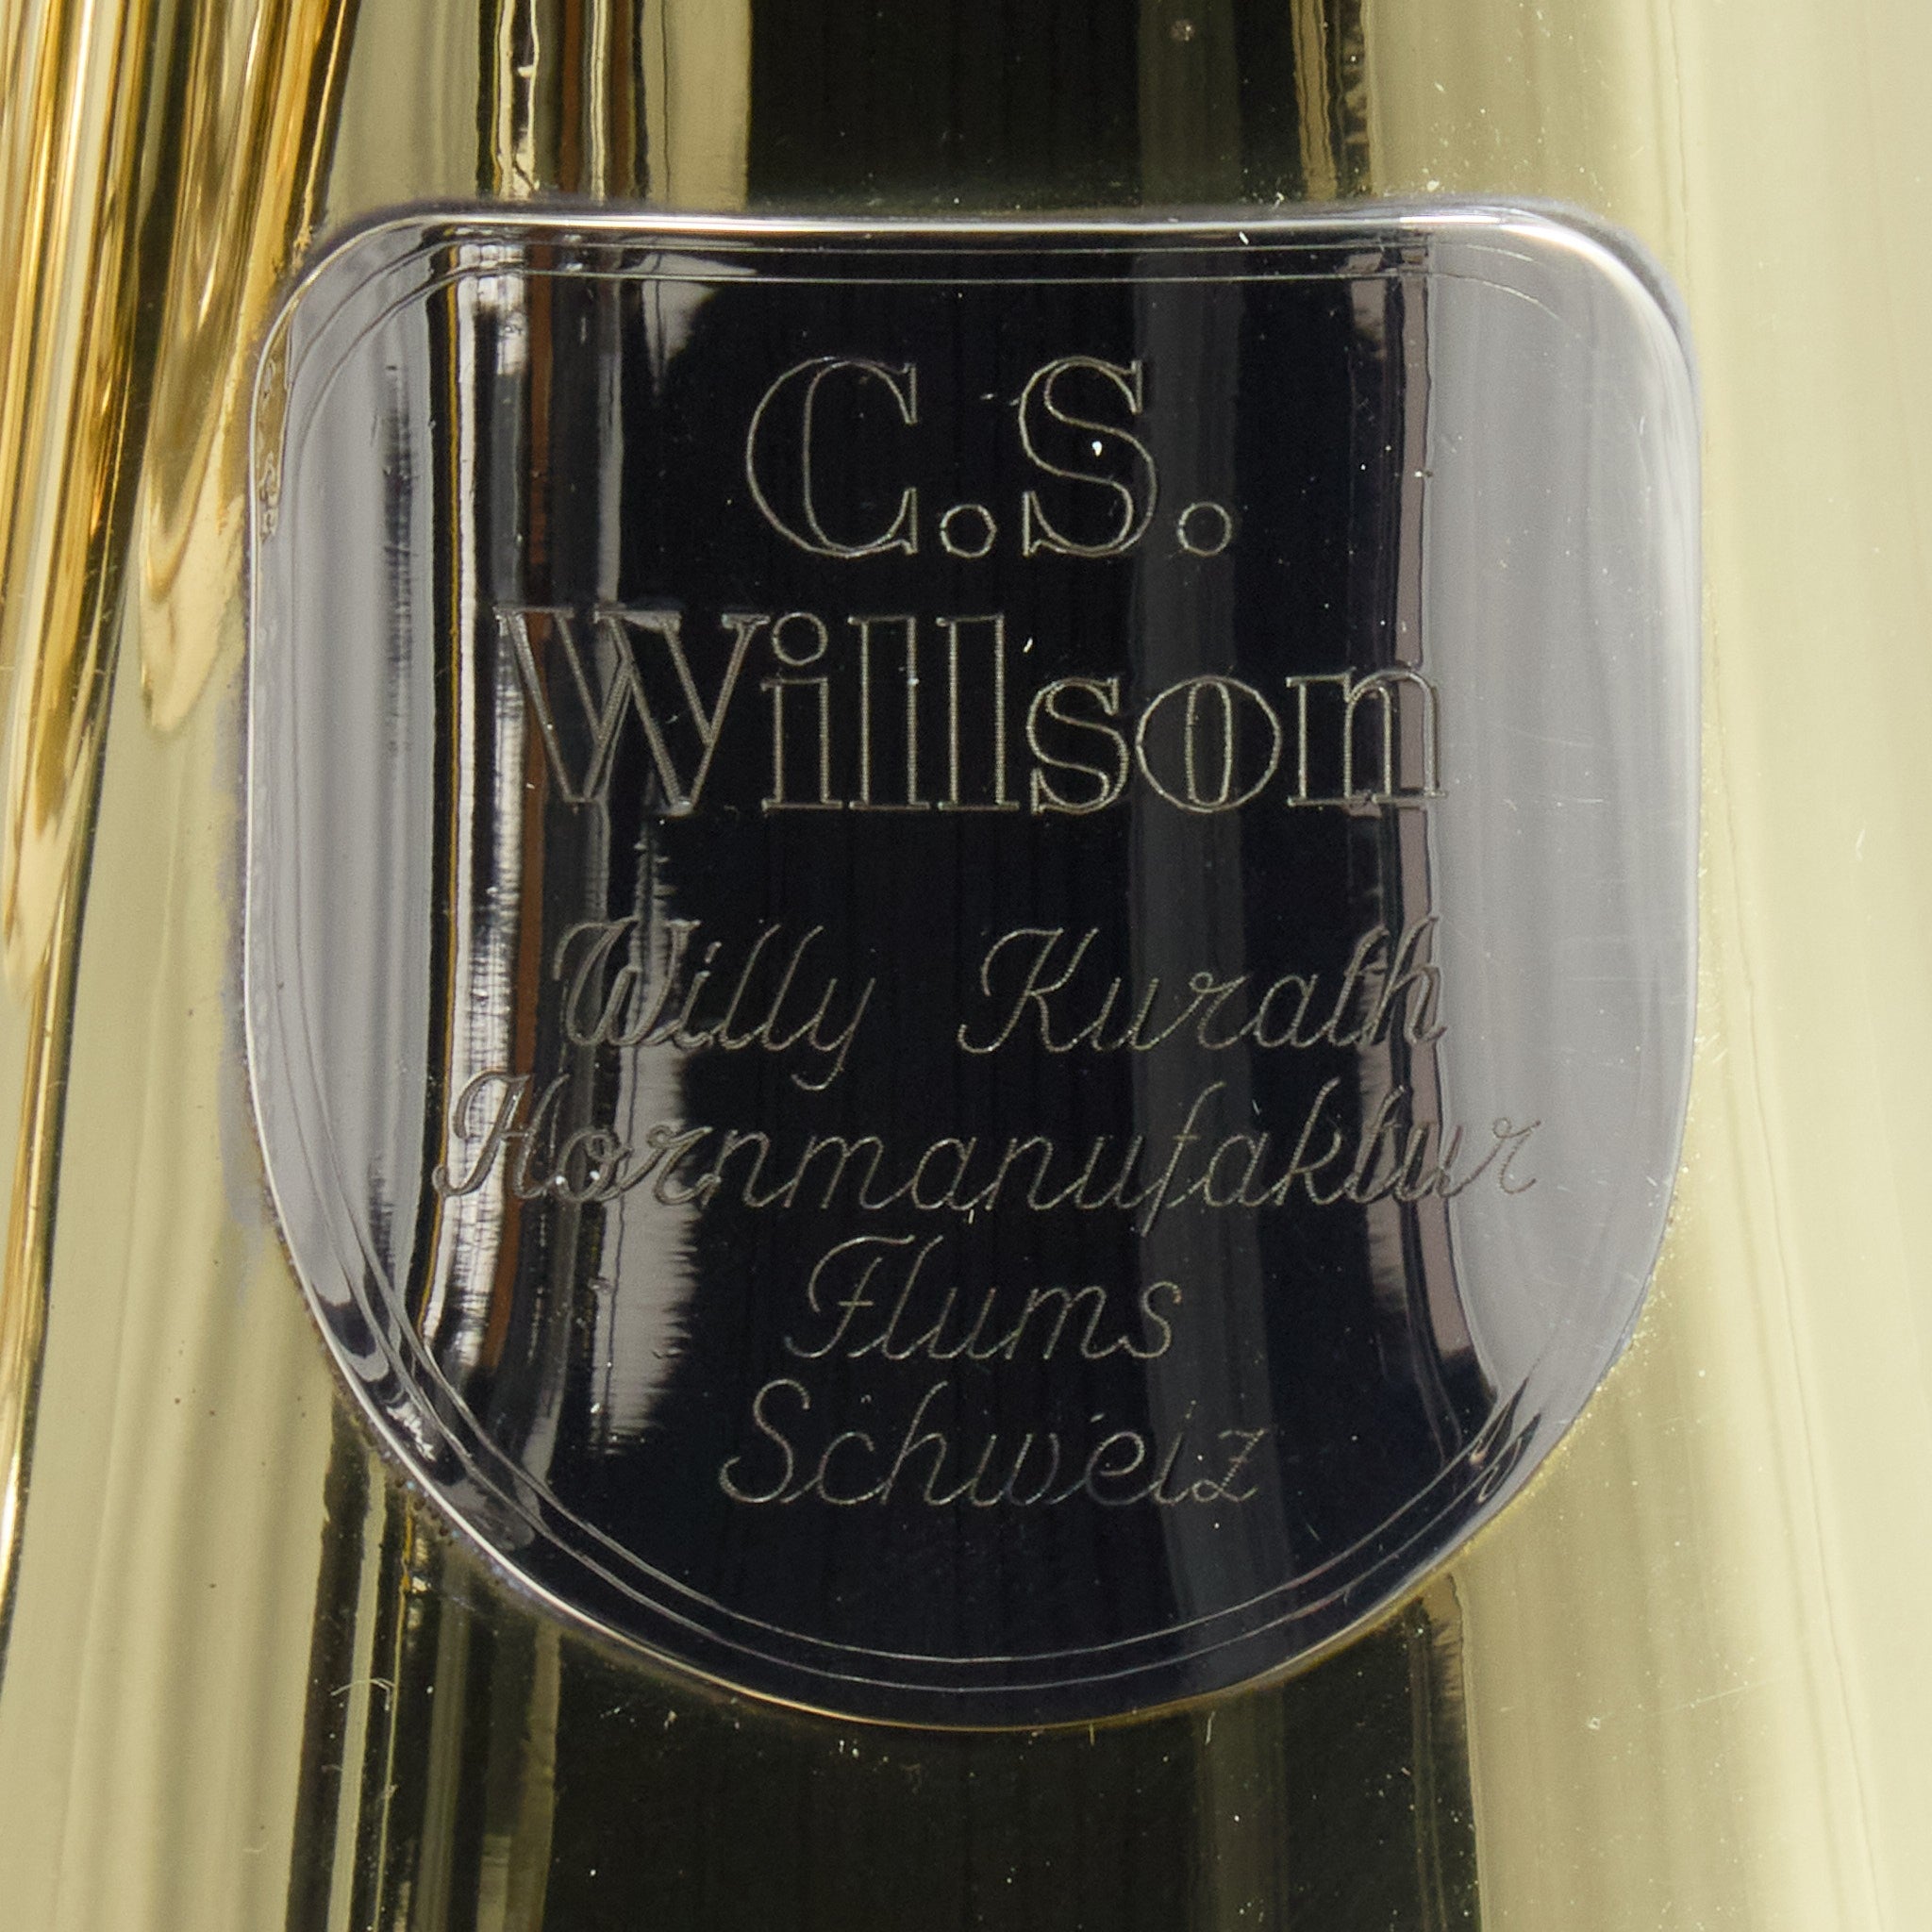 C.S.
Willson
Willy Kurath
Hornmanufaktur
Flums
Schweiz